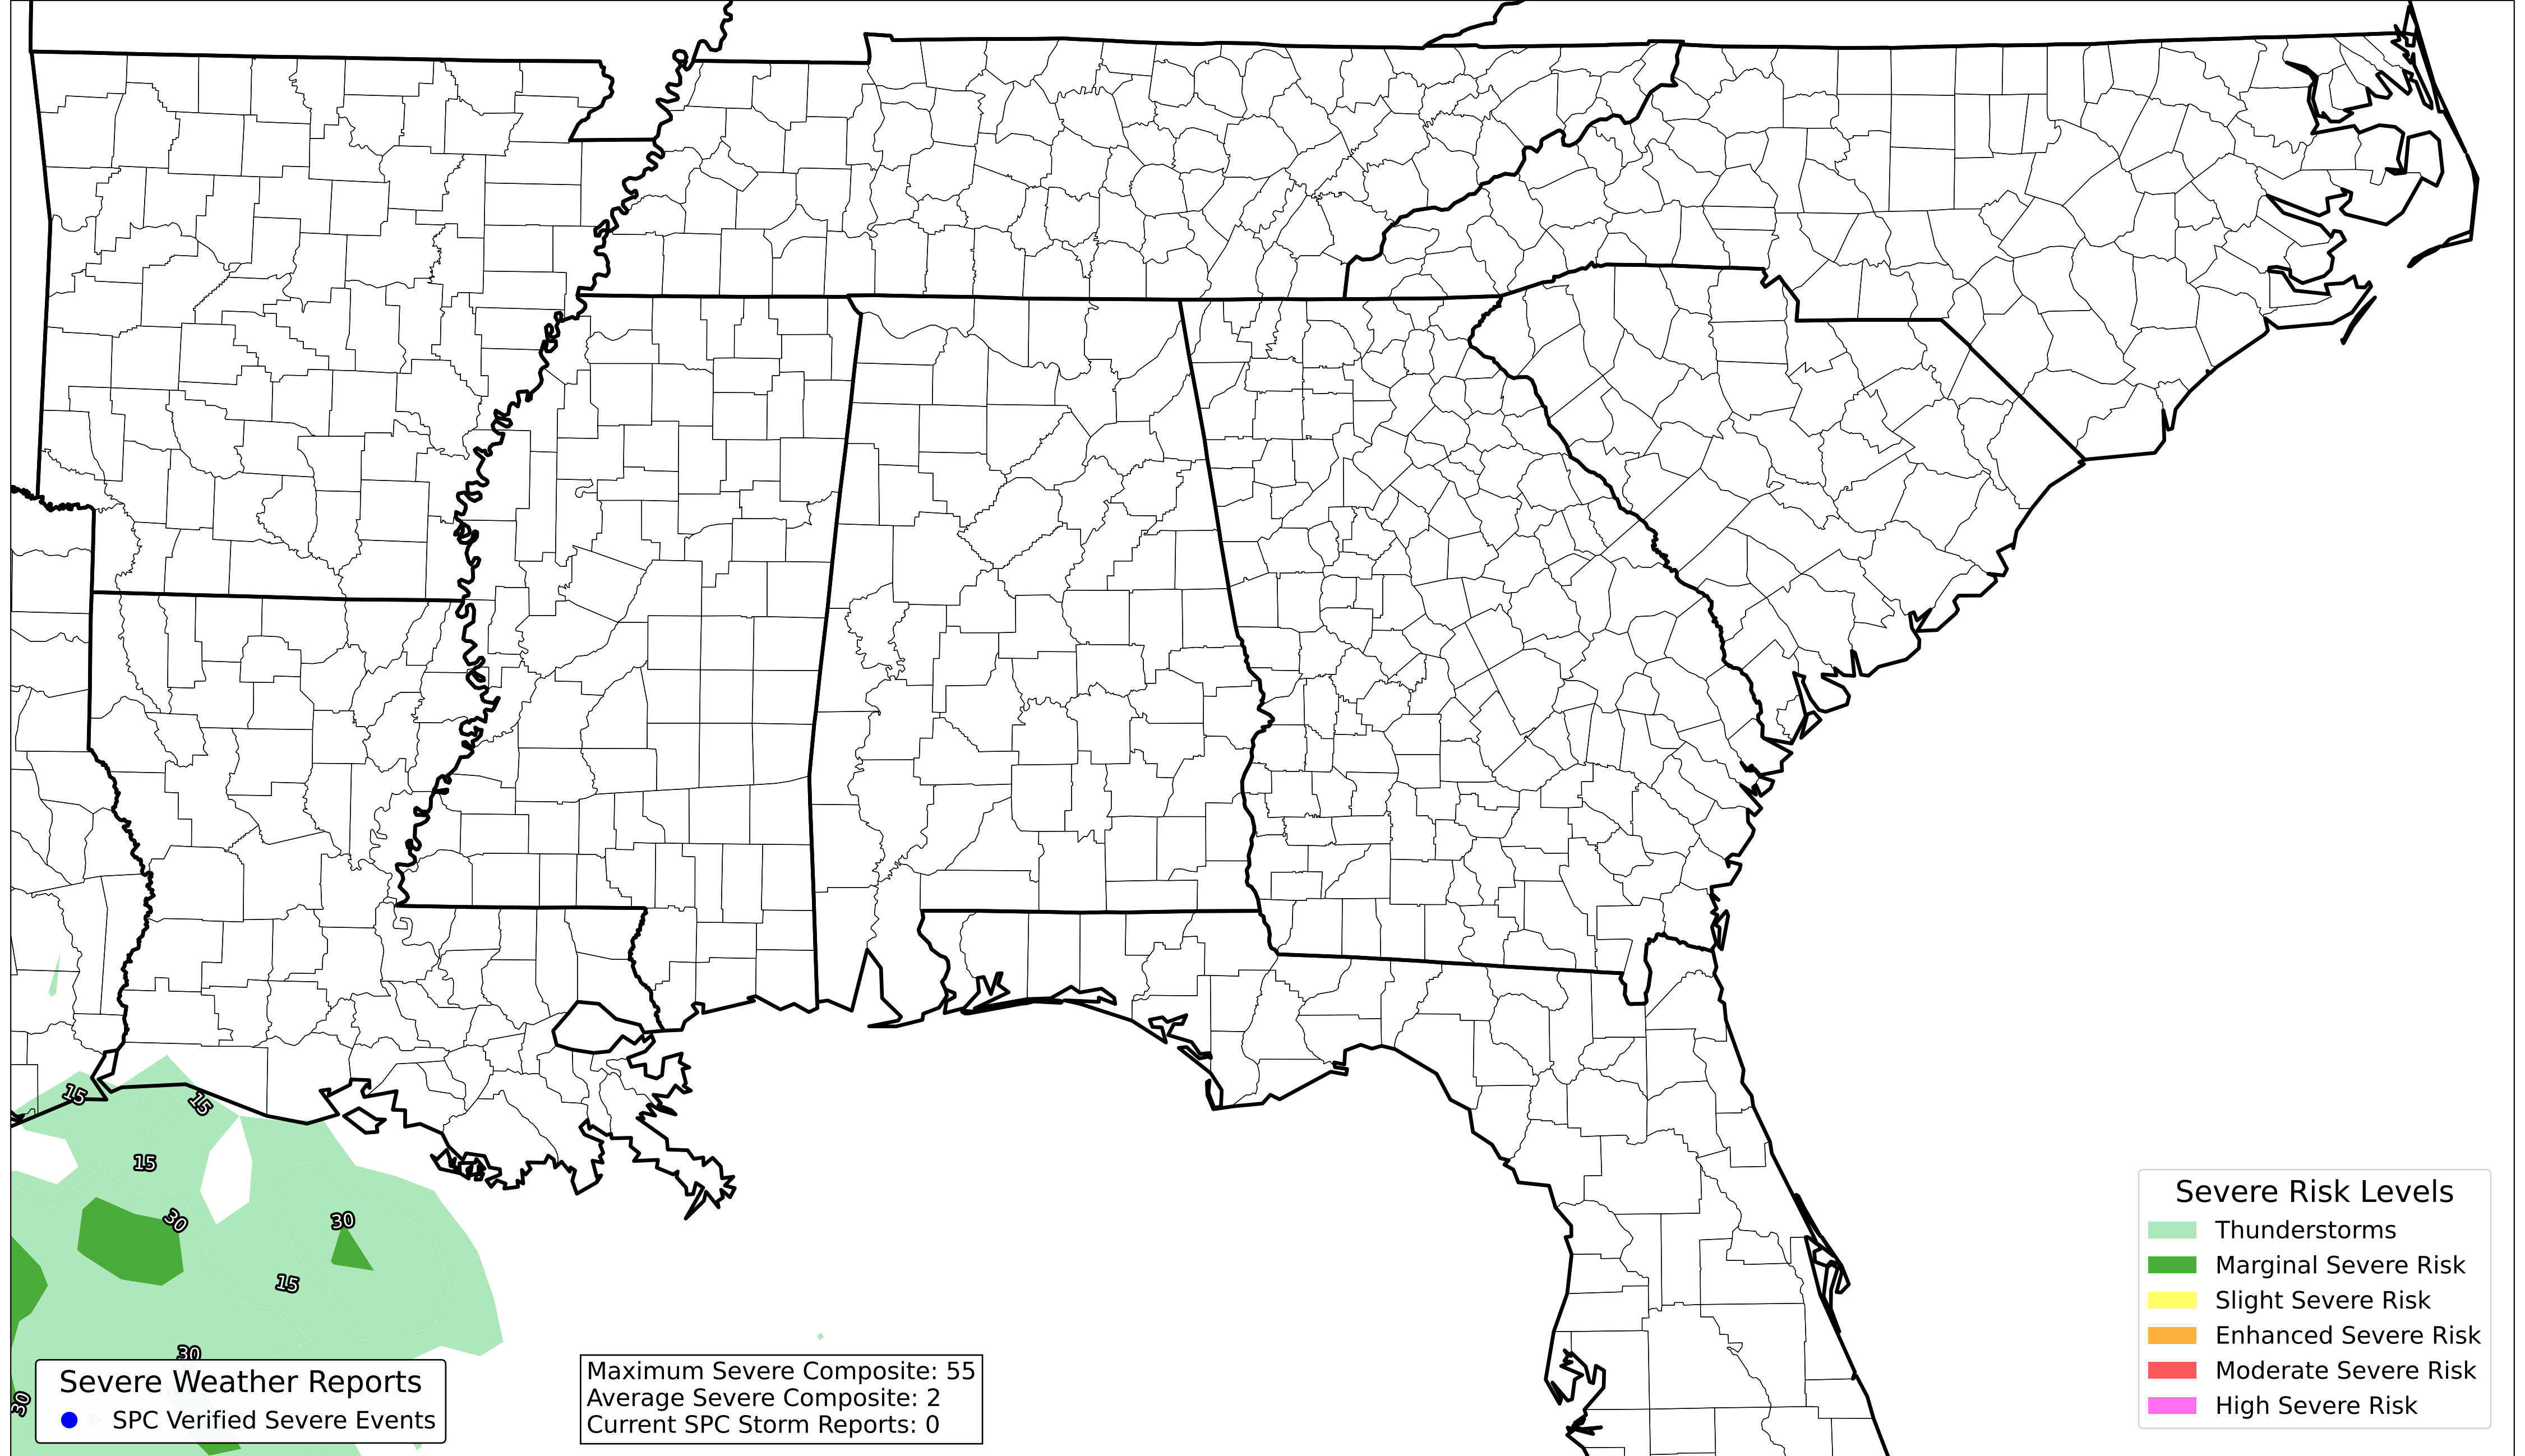 15
15
15
30
30
15
30
30
Severe Weather Reports
SPC Verified Severe Events
Maximum Severe Composite: 55
Average Severe Composite: 2
Current SPC Storm Reports: 0
Severe Risk Levels
Thunderstorms
Marginal Severe Risk
Slight Severe Risk
Enhanced Severe Risk
Moderate Severe Risk
High Severe Risk